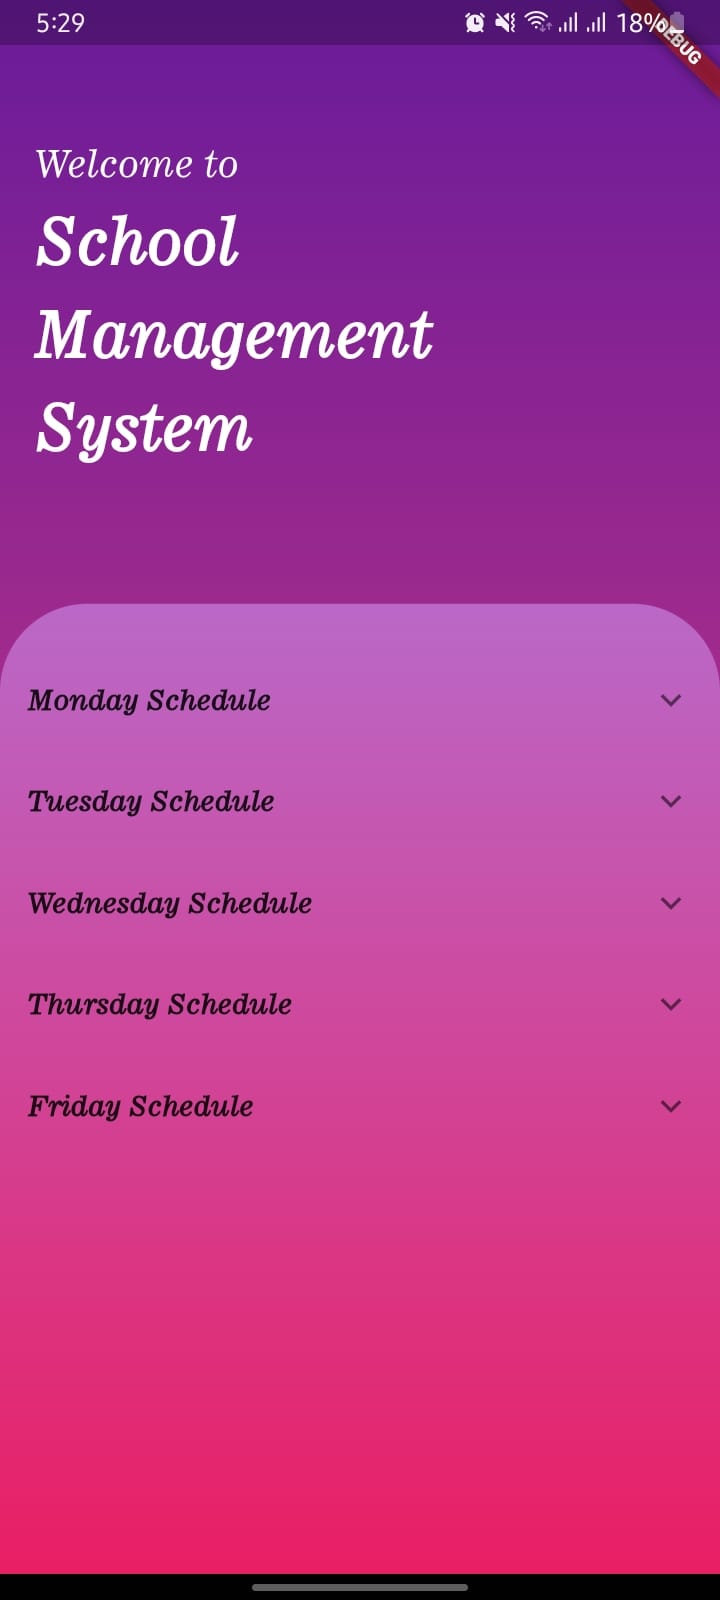 5:29
18%
DEBUG
Welcome to
School
Management
System
Monday Schedule
Tuesday Schedule
Wednesday Schedule
Thursday Schedule
Friday Schedule